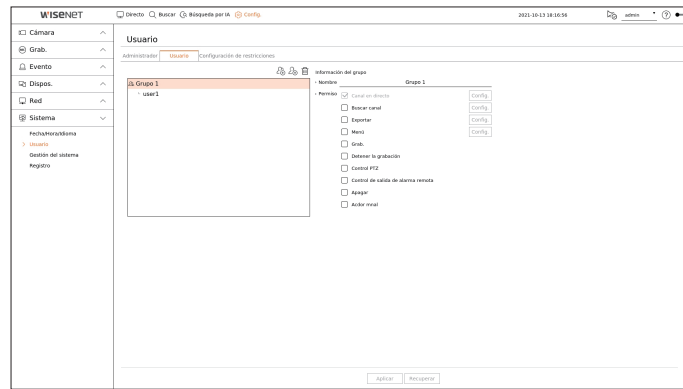 WISENET
Directo Buscar Búsqueda por IA Config. 2021-10-13 18:16:56 admin
Cámara
Grab.
Evento
Dispos.
Red
Sistema
Fecha/Hora/Idioma
Usuario
Gestión del sistema
Registro
Usuario
Administrador Usuario Configuración de restricciones
Grupo 1
user1
Información del grupo
Nombre Grupo 1
Permiso Canal en directo Config.
Buscar canal Config.
Exportar Config.
Menú Config.
Grab.
Detener la grabación
Control PTZ
Control de salida de alarma remota
Apagar
Acdor mnal
Aplicar Recuperar